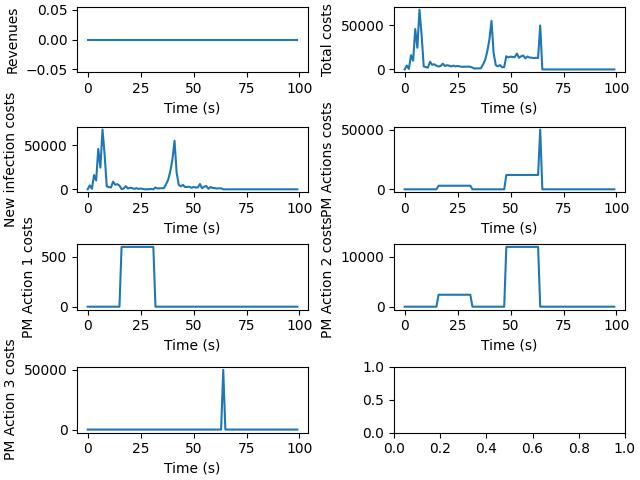 Revenues
0.05
0.00
−0.05
0 25 50 75 100
Time (s)
Total costs
50000
0
0 25 50 75 100
Time (s)
New infection costs
50000
0
0 25 50 75 100
Time (s)
PM Actions costs
50000
0
0 25 50 75 100
Time (s)
PM Action 1 costs
500
0
0 25 50 75 100
Time (s)
PM Action 2 costs
10000
0
0 25 50 75 100
Time (s)
PM Action 3 costs
50000
0
0 25 50 75 100
Time (s)
1.0
0.5
0.0
0.0 0.2 0.4 0.6 0.8 1.0